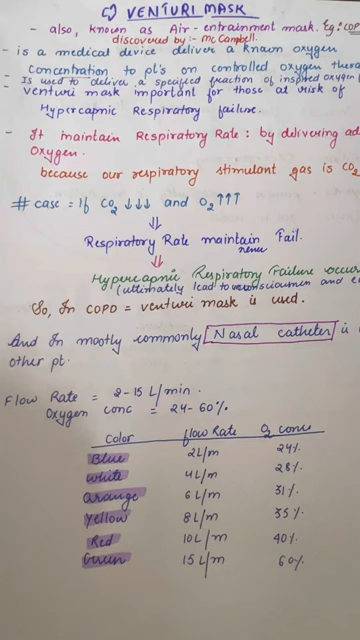 c) VENTURI MASK
- also, known as Air-entrainment mask. Eg: COP
discovered by:- McCampbell.
- is a medical device deliver a known oxygen
Concentration to pt's on controlled oxygen thera
- Is used to deliver a specified fraction of inspired oxygen (
- venturi mask important for those at risk of
Hypercapnic Respiratory failure.
- It maintain Respiratory Rate : by delivering ad
Oxygen.
because our respiratory stimulant gas is CO2
# case = If CO2 ↓↓↓ and O2 ↑↑↑
⇓
Respiratory Rate maintain Fail.
⇓
Hypercapnic Respiratory Failure occur
(ultimately lead to and
So, In COPD = venturi mask is used.
And In mostly commonly Nasal catheter is
other pt.
Flow Rate = 2-15 L/min.
Oxygen conc = 24-60%
Color flow Rate O2 conc
Blue 2L/m 24%
white 4L/m 28%
Orange 6L/m 31%
Yellow 8L/m 35%
Red 10L/m 40%
Green 15L/m 60%